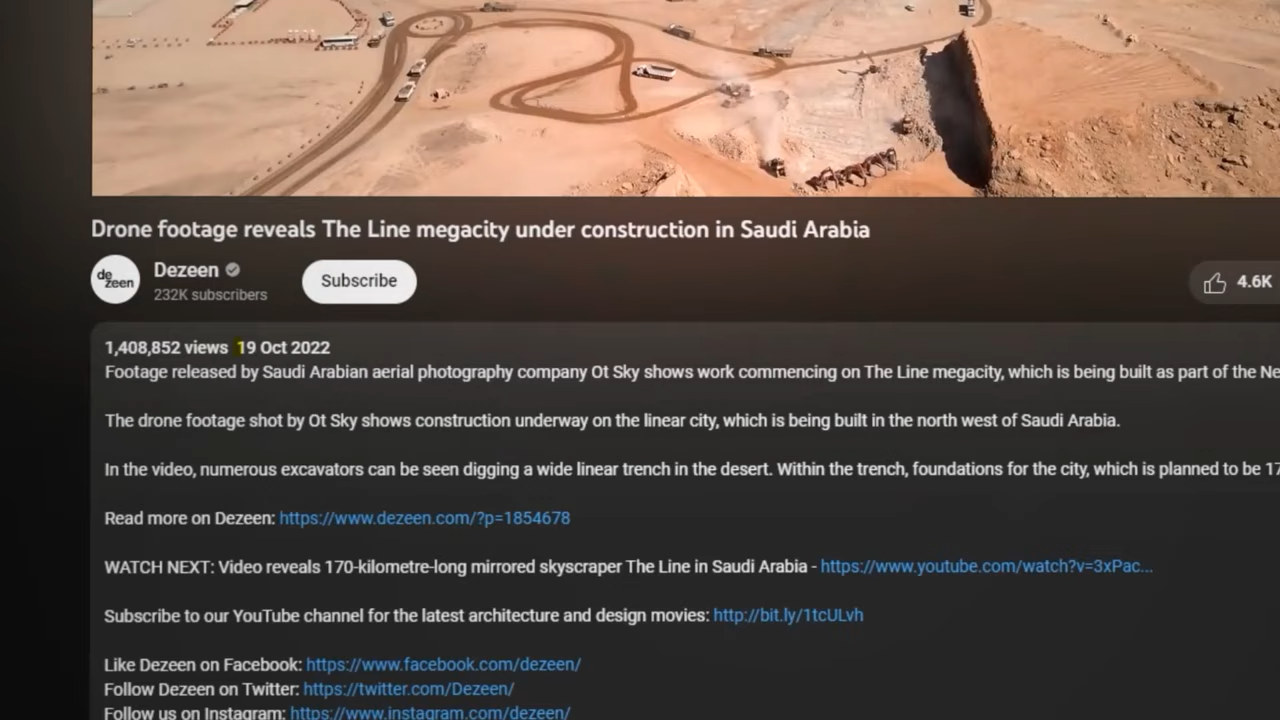 Drone footage reveals The Line megacity under construction in Saudi Arabia
de
zeen
Dezeen
232K subscribers
Subscribe
4.6K
1,408,852 views 19 Oct 2022
Footage released by Saudi Arabian aerial photography company Ot Sky shows work commencing on The Line megacity, which is being built as part of the Ne
The drone footage shot by Ot Sky shows construction underway on the linear city, which is being built in the north west of Saudi Arabia.
In the video, numerous excavators can be seen digging a wide linear trench in the desert. Within the trench, foundations for the city, which is planned to be 17
Read more on Dezeen: https://www.dezeen.com/?p=1854678
WATCH NEXT: Video reveals 170-kilometre-long mirrored skyscraper The Line in Saudi Arabia - https://www.youtube.com/watch?v=3xPac...
Subscribe to our YouTube channel for the latest architecture and design movies: http://bit.ly/1tcULvh
Like Dezeen on Facebook: https://www.facebook.com/dezeen/
Follow Dezeen on Twitter: https://twitter.com/Dezeen/
Follow us on Instagram: https://www.instagram.com/dezeen/